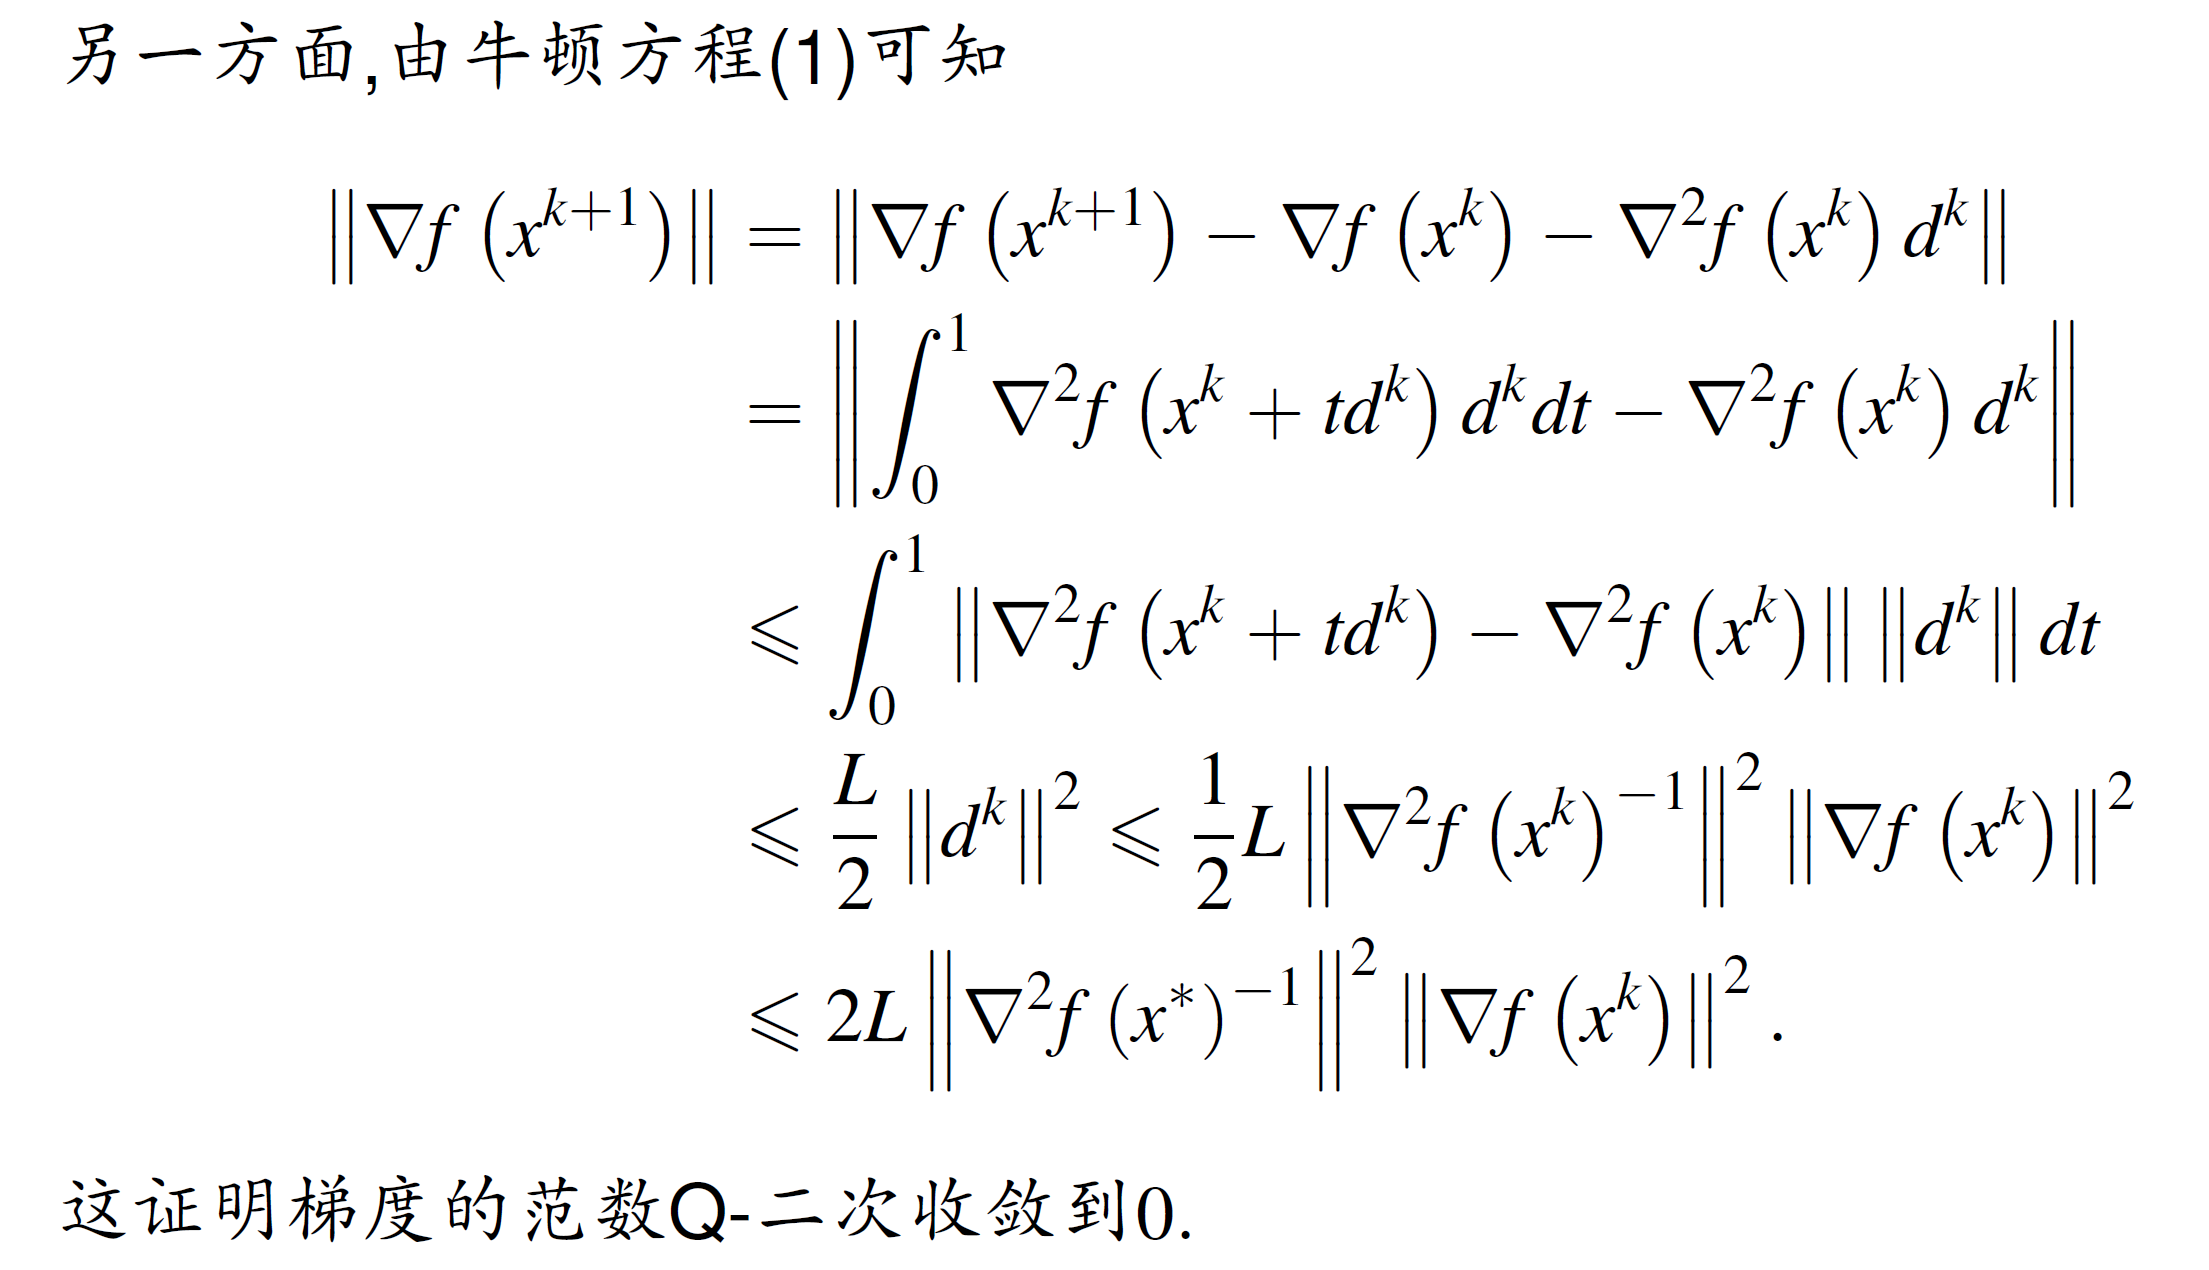 另一方面,由牛顿方程(1)可知
$\left\|\nabla f\left(x^{k+1}\right)\right\| = \left\|\nabla f\left(x^{k+1}\right) - \nabla f\left(x^{k}\right) - \nabla^{2} f\left(x^{k}\right) d^{k}\right\|$
$= \left\|\int_{0}^{1} \nabla^{2} f\left(x^{k} + t d^{k}\right) d^{k} dt - \nabla^{2} f\left(x^{k}\right) d^{k}\right\|$
$\leqslant \int_{0}^{1} \left\|\nabla^{2} f\left(x^{k} + t d^{k}\right) - \nabla^{2} f\left(x^{k}\right)\right\| \left\|d^{k}\right\| dt$
$\leqslant \frac{L}{2} \left\|d^{k}\right\|^{2} \leqslant \frac{1}{2} L \left\|\nabla^{2} f\left(x^{k}\right)^{-1}\right\|^{2} \left\|\nabla f\left(x^{k}\right)\right\|^{2}$
$\leqslant 2L \left\|\nabla^{2} f\left(x^{*}\right)^{-1}\right\|^{2} \left\|\nabla f\left(x^{k}\right)\right\|^{2}.$
这证明梯度的范数Q-二次收敛到0.